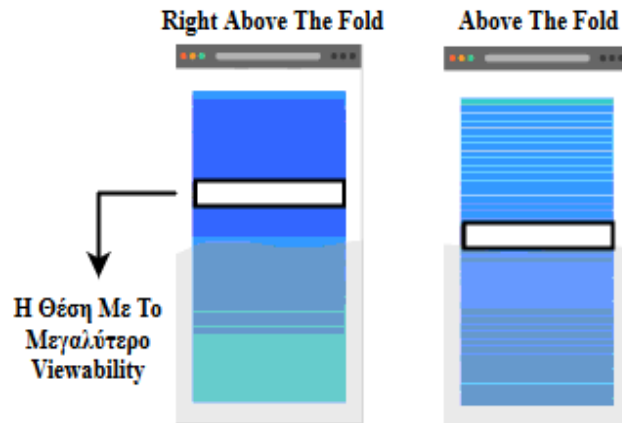 Right Above The Fold
Above The Fold
Η Θέση Με Το
Μεγαλύτερο
Viewability